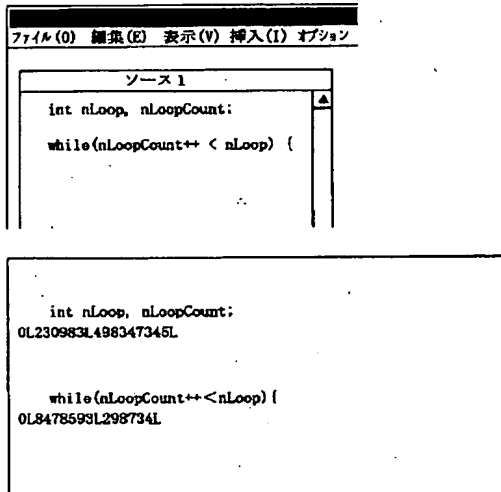 ファイル(O) 編集(E) 表示(V) 挿入(I) オプション
ソース1
int nLoop, nLoopCount;
while(nLoopCount++ < nLoop) {
int nLoop, nLoopCount;
0L230983L498347345L
while(nLoopCount++<nLoop){
0L8478593L298734L